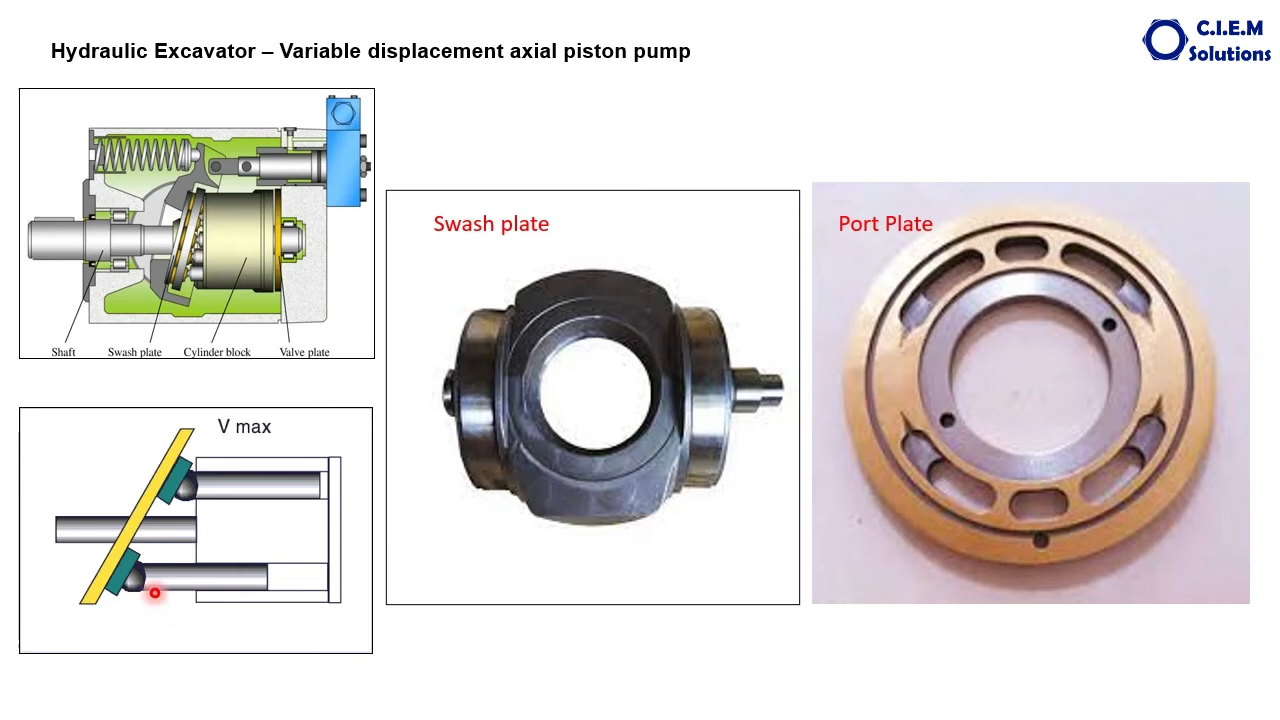 Hydraulic Excavator – Variable displacement axial piston pump
C.I.E.M
Solutions
Shaft
Swash plate
Cylinder block
Valve plate
V max
Swash plate
Port Plate